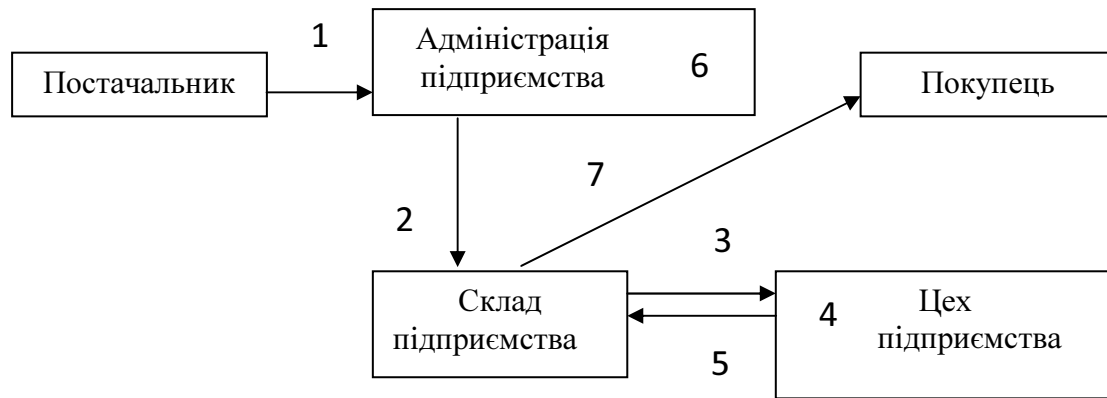 1
Адміністрація
підприємства
6
Постачальник
Покупець
7
2
3
Склад
підприємства
Цех
підприємства
4
5